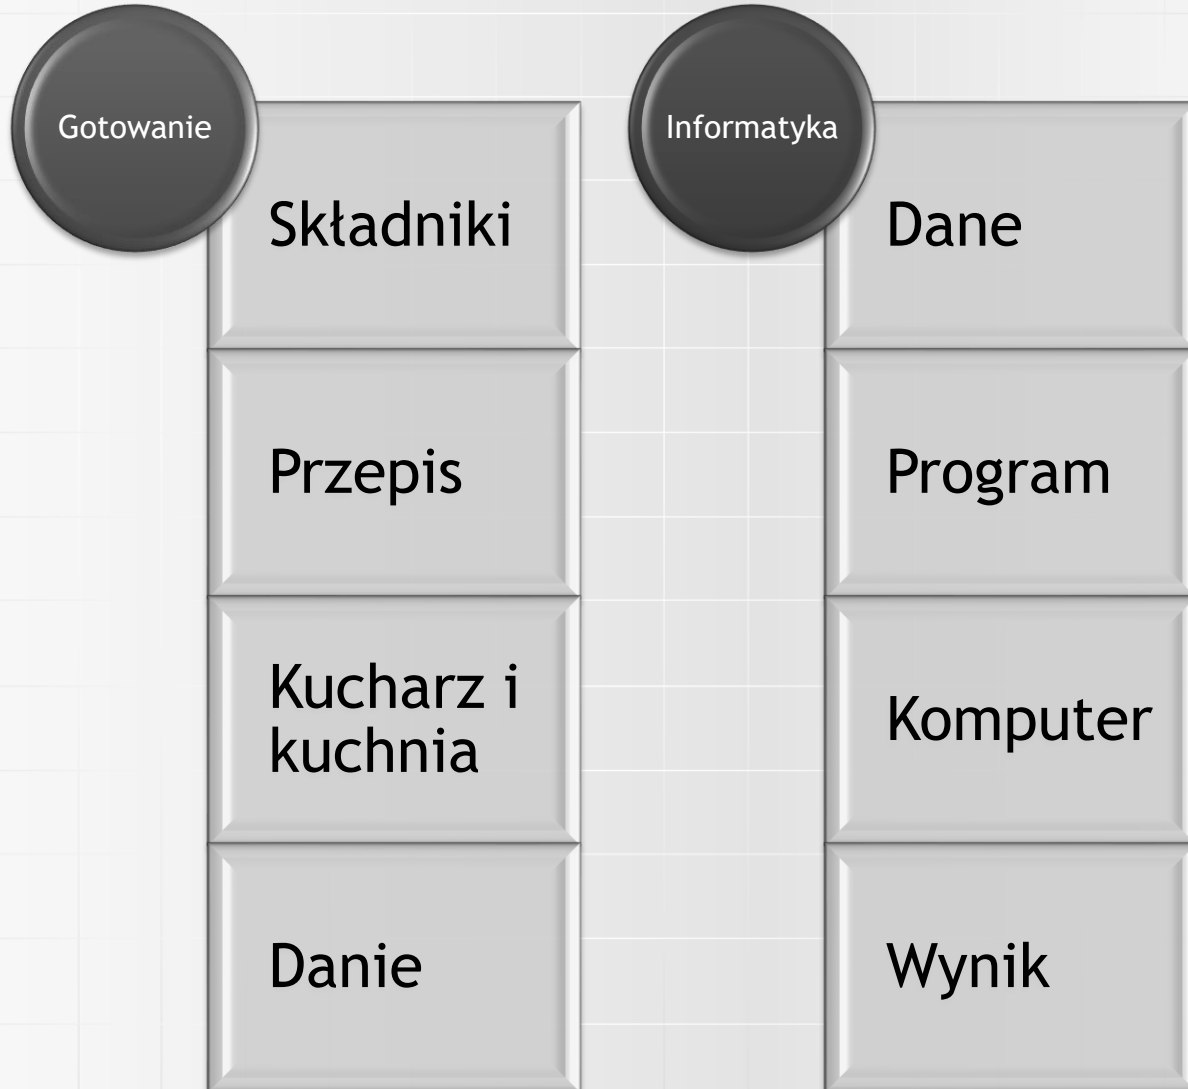 Gotowanie
Składniki
Przepis
Kucharz i
kuchnia
Danie
Informatyka
Dane
Program
Komputer
Wynik